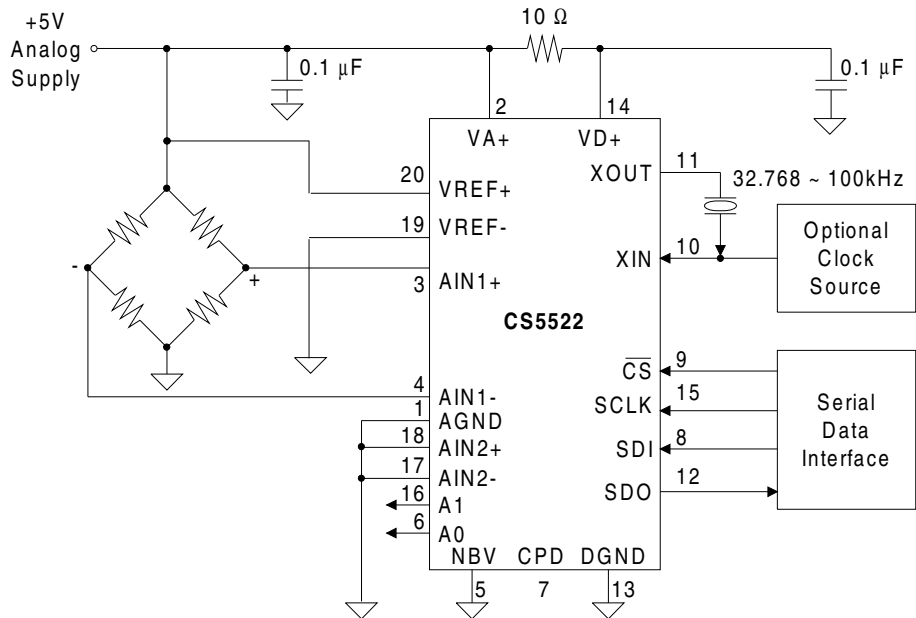 +5V
Analog
Supply
10 Ω
0.1 µF
0.1 µF
2
14
VA+
VD+
20
VREF+
19
VREF-
XOUT
11
32.768 ~ 100kHz
XIN
10
Optional
Clock
Source
-
+
3
AIN1+
CS5522
4
AIN1-
1
AGND
18
AIN2+
17
AIN2-
16
A1
6
A0
CS
9
SCLK
15
SDI
8
SDO
12
Serial
Data
Interface
NBV
CPD
DGND
5
7
13